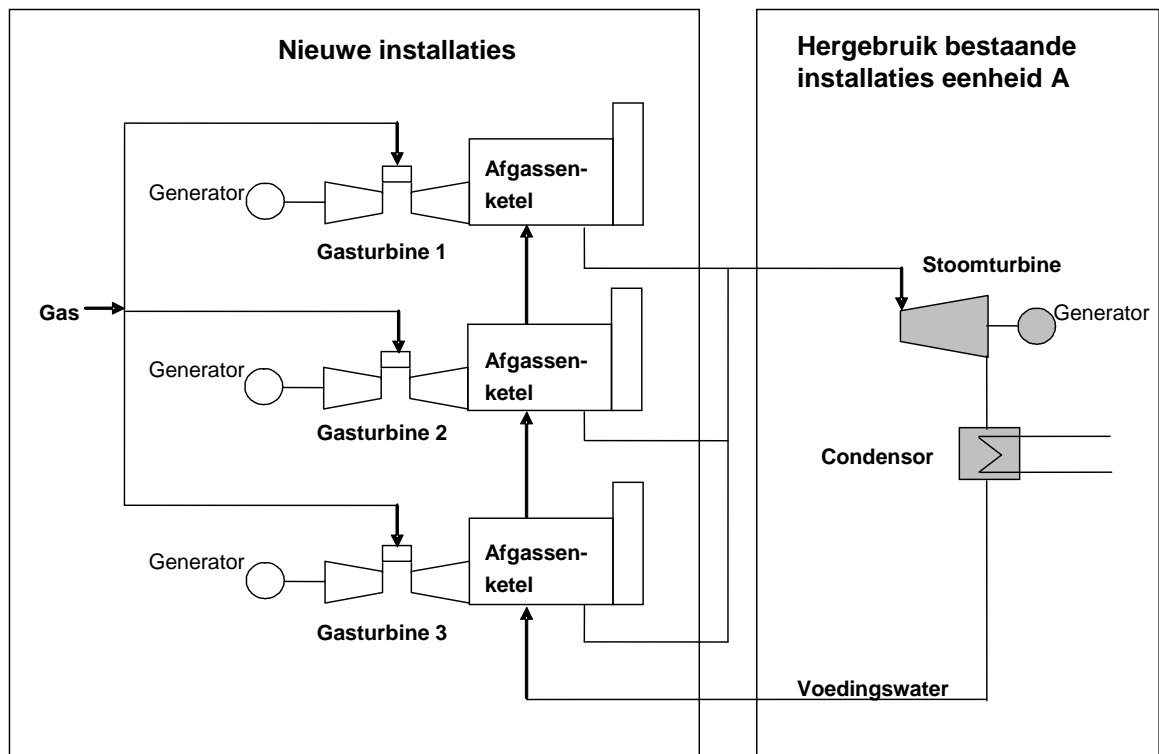 Nieuwe installaties
Hergebruik bestaande
installaties eenheid A
Afgassen-
ketel
Generator
Gasturbine 1
Stoomturbine
Generator
Gas
Afgassen-
ketel
Generator
Gasturbine 2
Condensor
Afgassen-
ketel
Generator
Gasturbine 3
Voedingswater